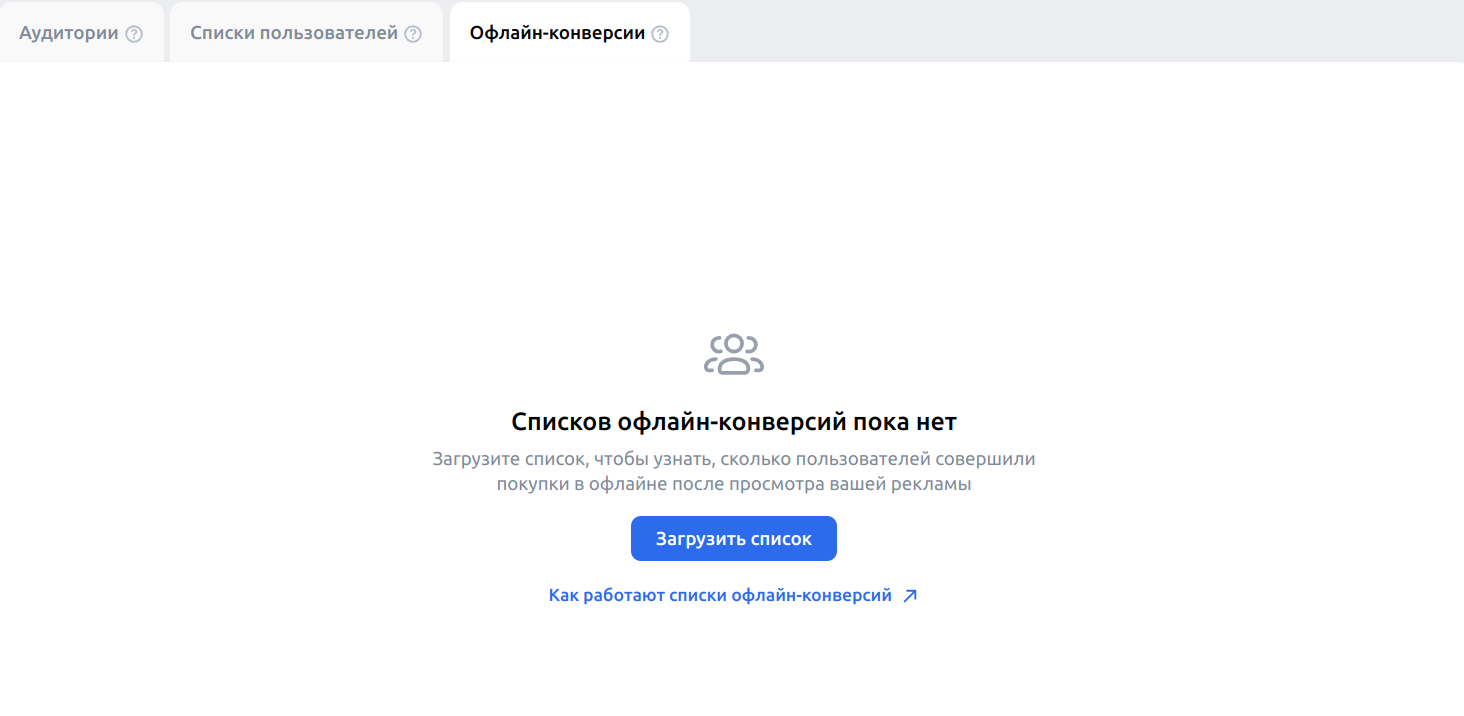 Аудитории
Списки пользователей
Офлайн-конверсии
Списков офлайн-конверсий пока нет
Загрузите список, чтобы узнать, сколько пользователей совершили
покупки в офлайне после просмотра вашей рекламы
Загрузить список
Как работают списки офлайн-конверсий